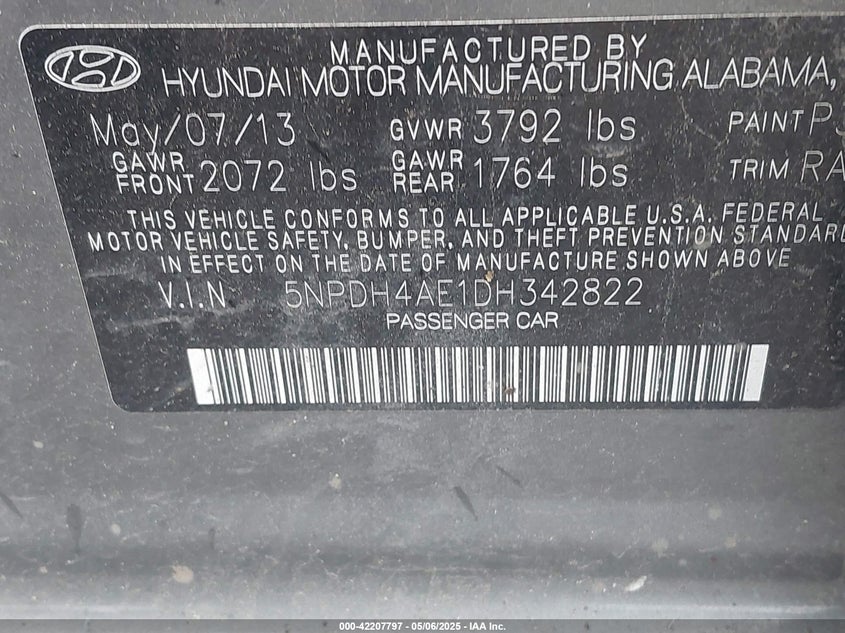 MANUFACTURED BY
HYUNDAI MOTOR MANUFACTURING ALABAMA,
May/07/13 GVWR 3792 lbs PAINT
GAWR FRONT 2072 lbs GAWR REAR 1764 lbs TRIM RA
THIS VEHICLE CONFORMS TO ALL APPLICABLE U.S.A. FEDERAL
MOTOR VEHICLE SAFETY, BUMPER, AND THEFT PREVENTION STANDARD
IN EFFECT ON THE DATE OF MANUFACTURE SHOWN ABOVE
V.I.N 5NPDH4AE1DH342822
PASSENGER CAR
000-42207797 - 05/06/2025 - IAA Inc.